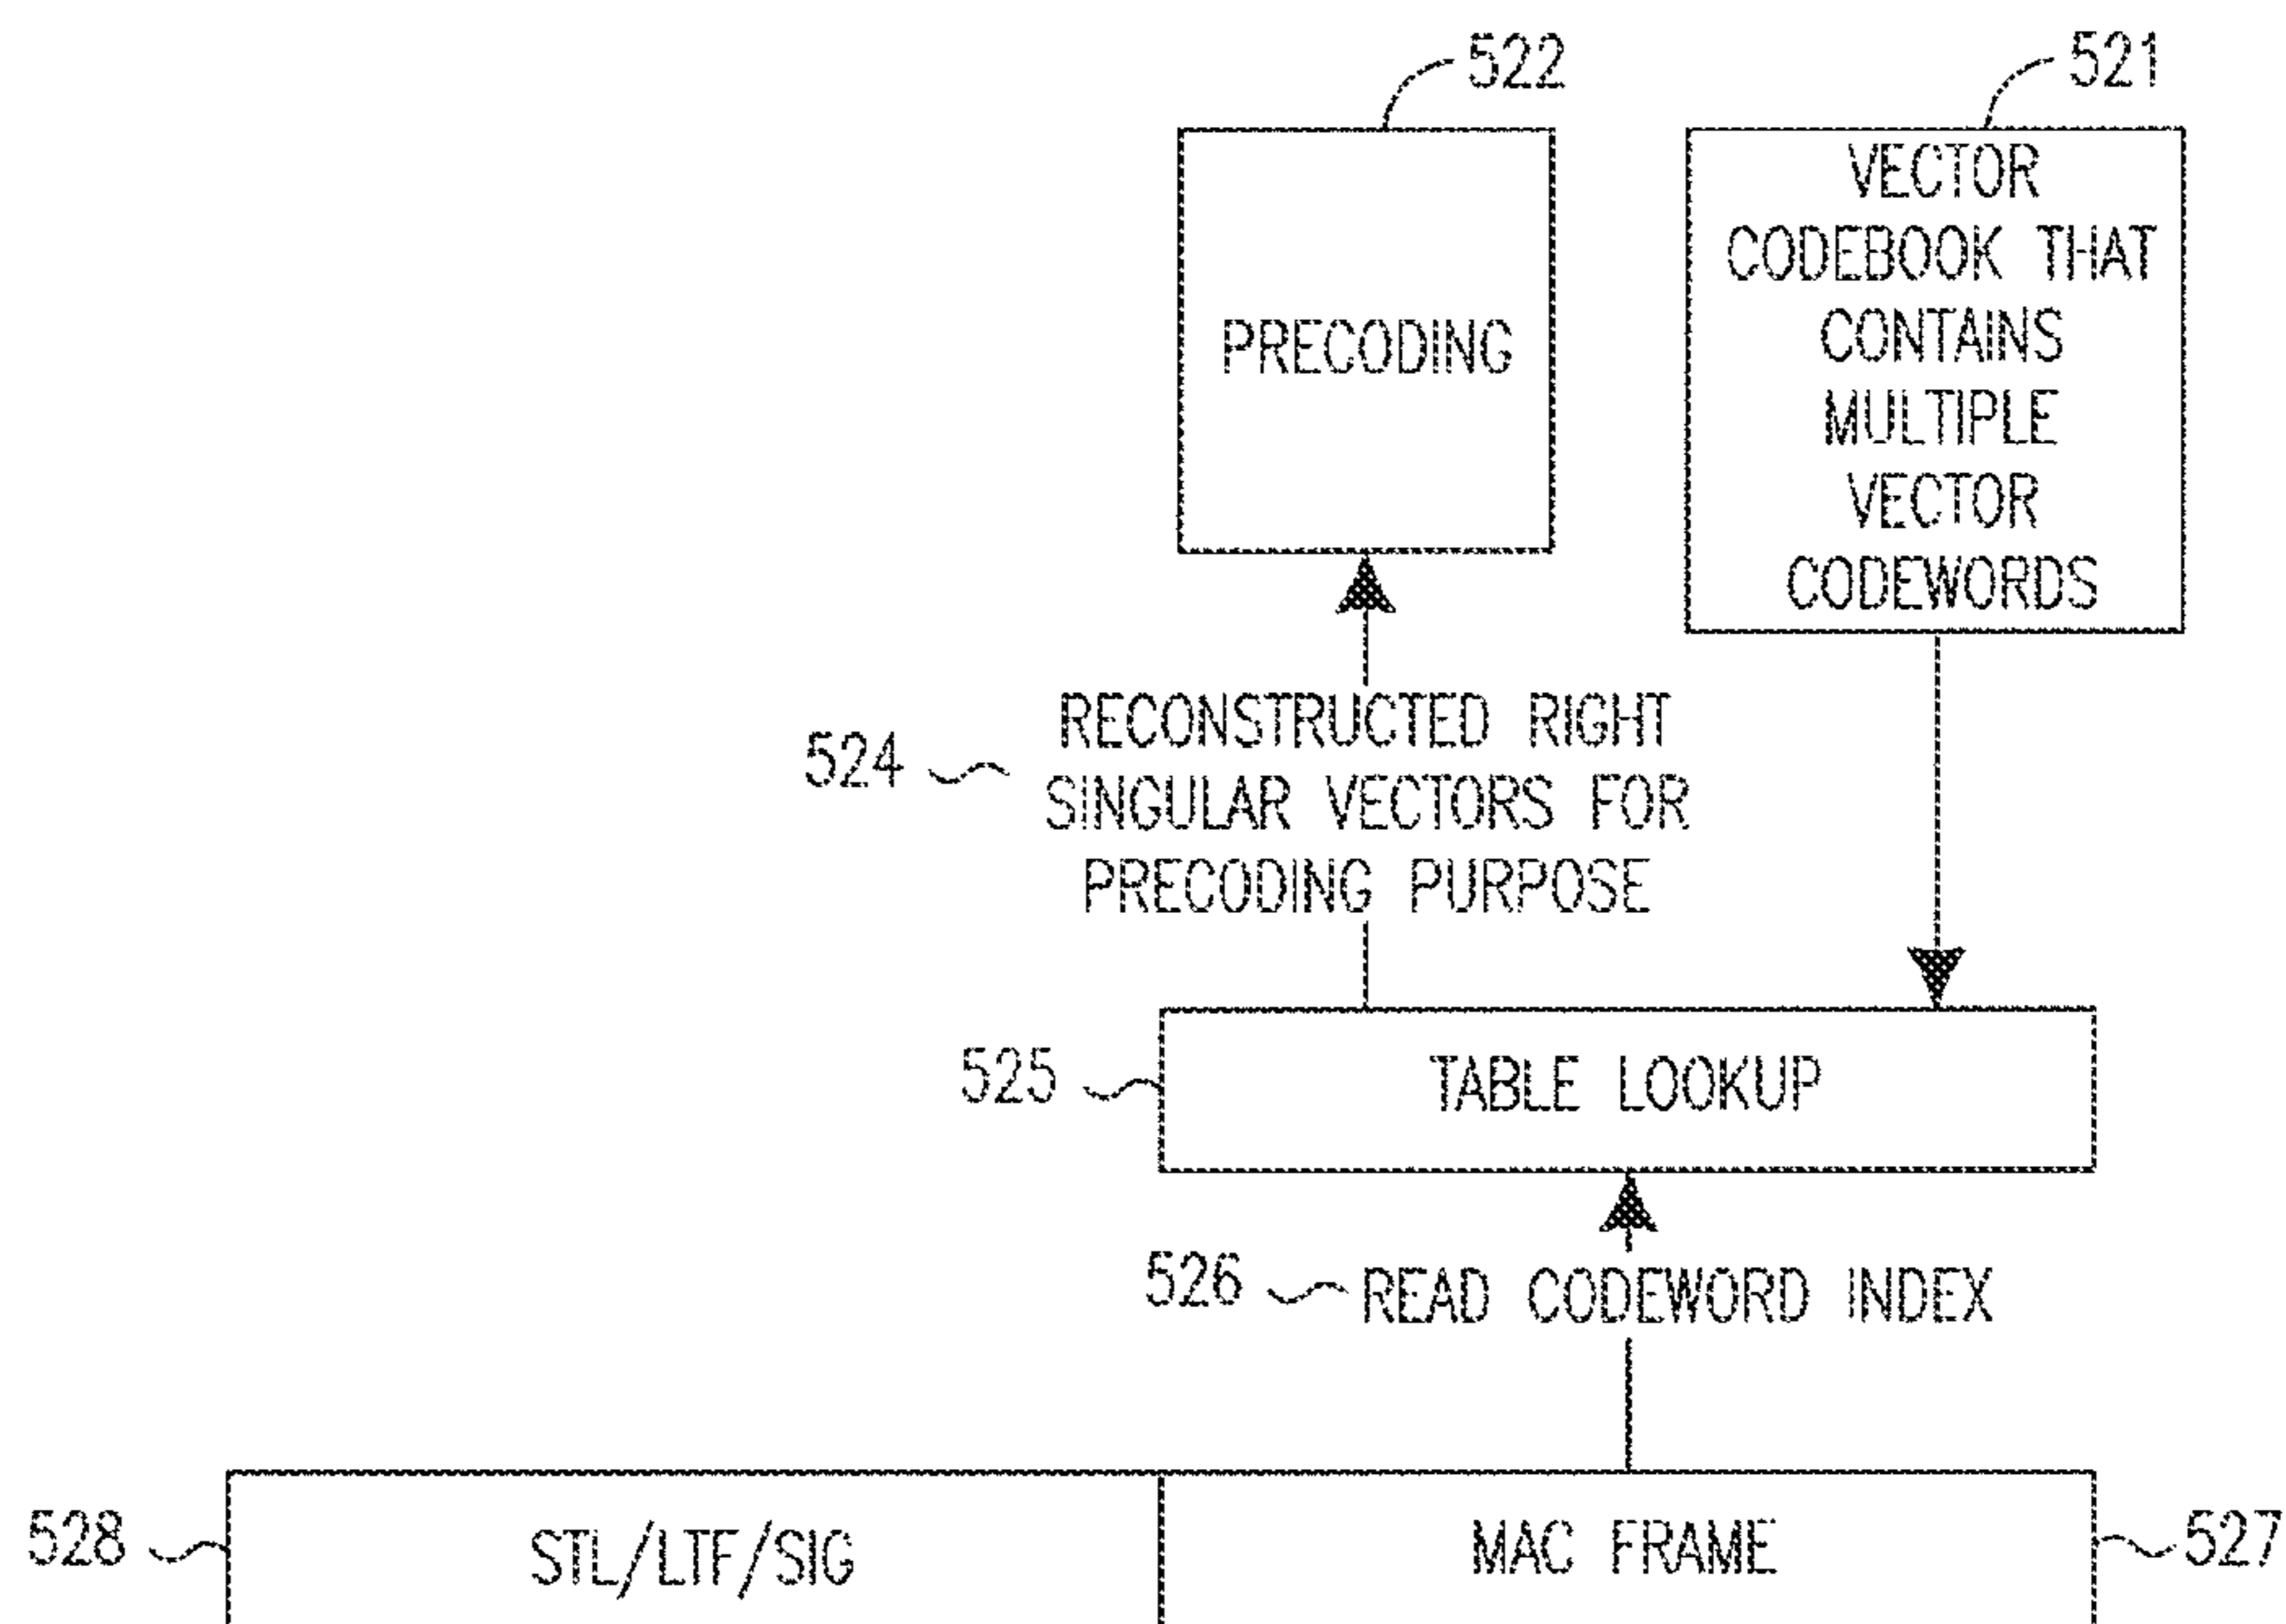 522
521
PRECODING
VECTOR
CODEBOOK THAT
CONTAINS
MULTIPLE
VECTOR
CODEWORDS
524
RECONSTRUCTED RIGHT
SINGULAR VECTORS FOR
PRECODING PURPOSE
525
TABLE LOOKUP
526
READ CODEWORD INDEX
528
STL/LTF/SIG
MAC FRAME
527